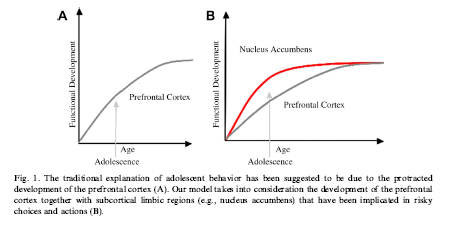 A
B
Functional Development
Prefrontal Cortex
Age
Adolescence
Functional Development
Nucleus Accumbens
Prefrontal Cortex
Age
Adolescence
Fig. 1. The traditional explanation of adolescent behavior has been suggested to be due to the protracted
development of the prefrontal cortex (A). Our model takes into consideration the development of the prefrontal
cortex together with subcortical limbic regions (e.g., nucleus accumbens) that have been implicated in risky
choices and actions (B).